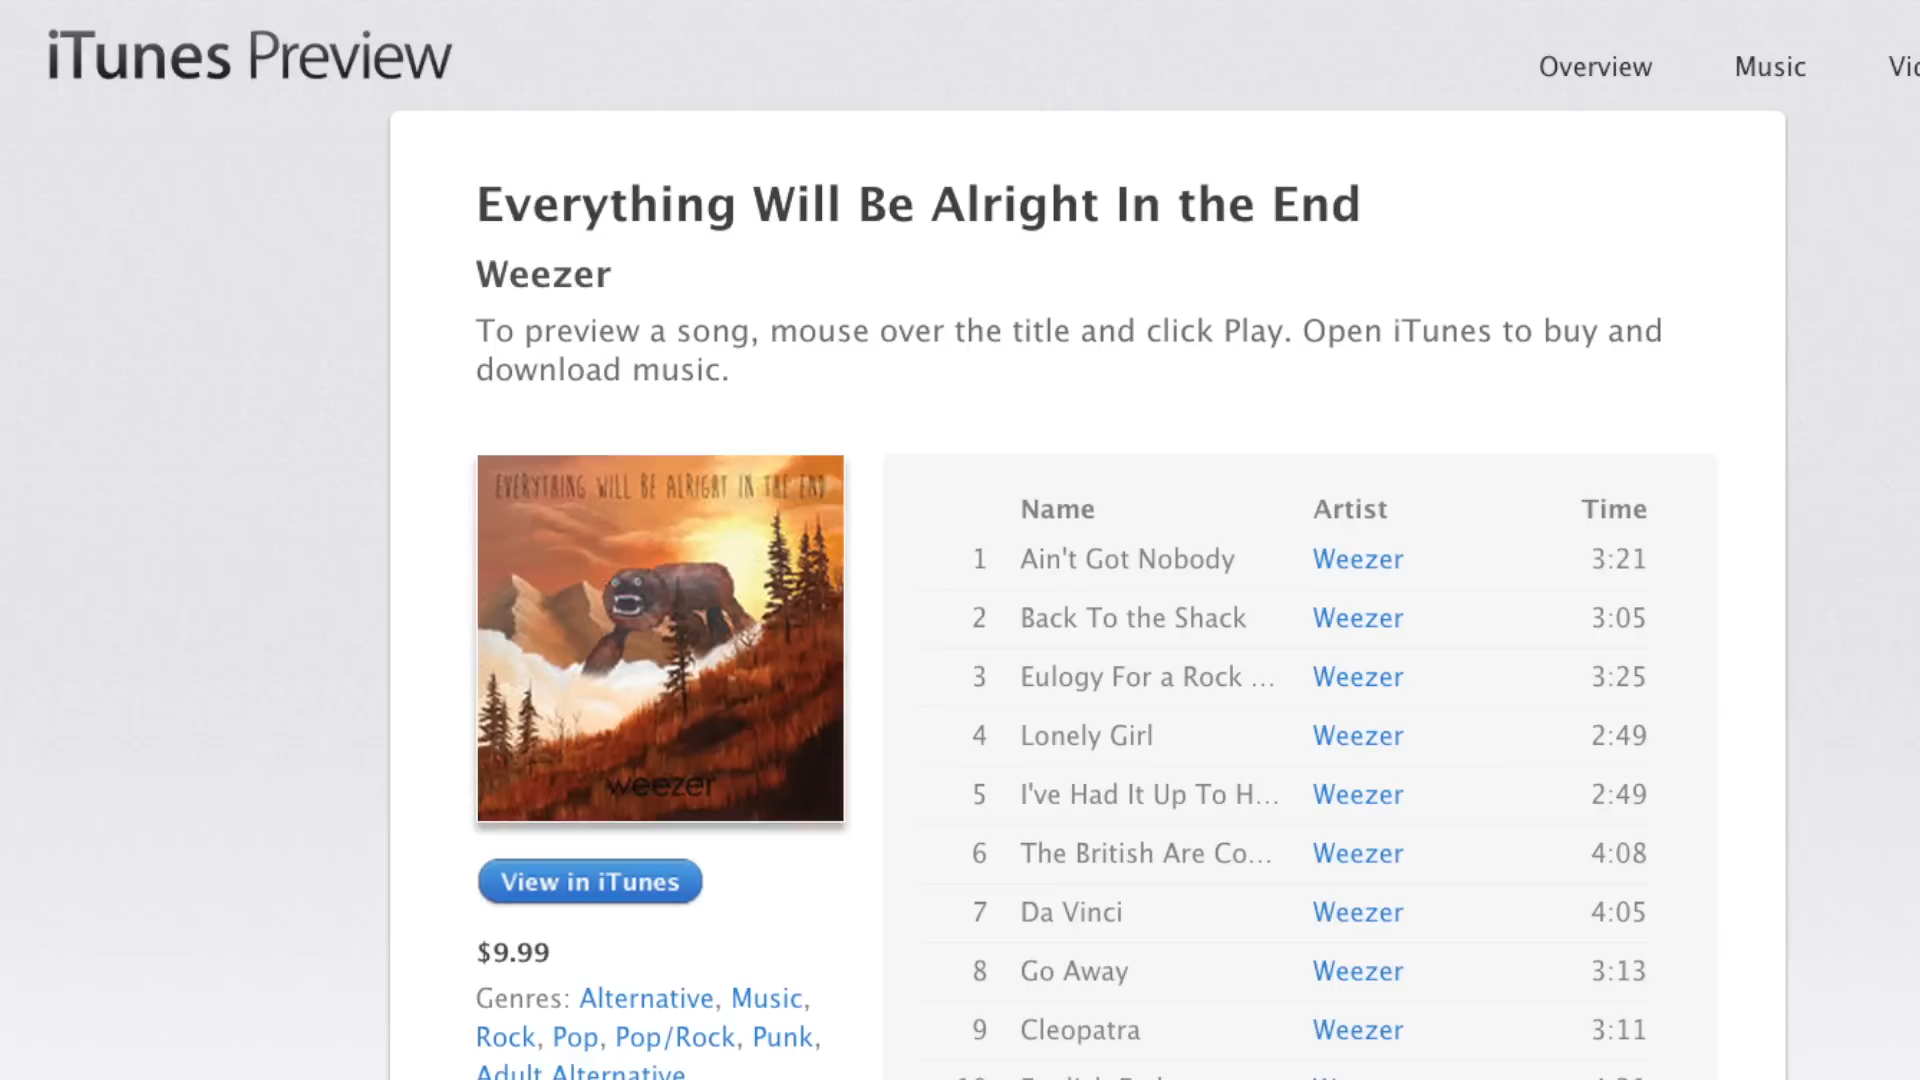 iTunes Preview
Overview Music
Everything Will Be Alright In the End
Weezer
To preview a song, mouse over the title and click Play. Open iTunes to buy and
download music.
EVERYTHING WILL BE ALRIGHT IN THE END
weezer
Name Artist Time
1 Ain't Got Nobody Weezer 3:21
2 Back To the Shack Weezer 3:05
3 Eulogy For a Rock ... Weezer 3:25
4 Lonely Girl Weezer 2:49
5 I've Had It Up To H... Weezer 2:49
6 The British Are Co... Weezer 4:08
7 Da Vinci Weezer 4:05
8 Go Away Weezer 3:13
9 Cleopatra Weezer 3:11
View in iTunes
$9.99
Genres: Alternative, Music,
Rock, Pop, Pop/Rock, Punk,
Adult Alternative